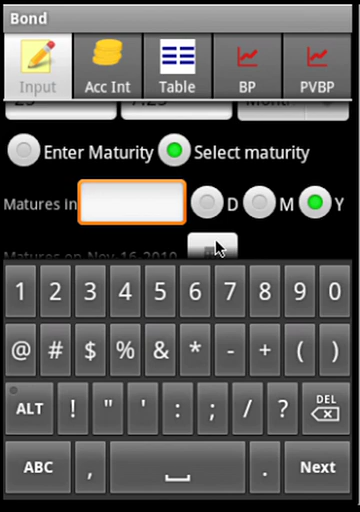 Bond
Input Acc Int Table BP PVBP
Enter Maturity Select maturity
Matures in D M Y
Matures on Nov-16-2010
1 2 3 4 5 6 7 8 9 0
@ # $ % & * - + ( )
ALT ! " ' : ; / ? DEL
ABC , . Next